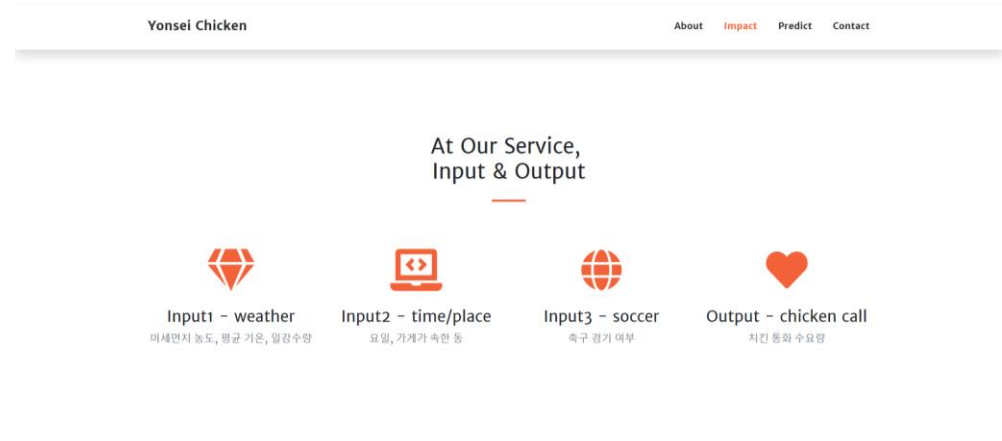 Yonsei Chicken
About Impact Predict Contact
At Our Service,
Input & Output
Input1 - weather
미세먼지 농도, 평균 기온, 일강수량
Input2 - time/place
요일, 가게가 속한 동
Input3 - soccer
축구 경기 여부
Output - chicken call
치킨 통화 수요량